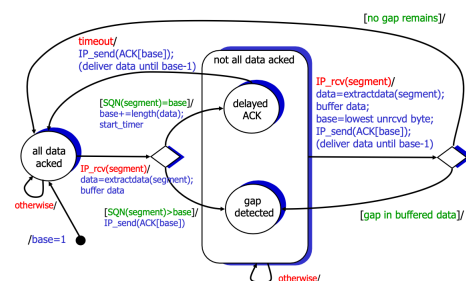 [no gap remains]/
timeout/
IP_send(ACK[base]);
(deliver data until base-1)
not all data acked
IP_rcv(segment)/
data=extractdata(segment);
buffer data;
base=lowest unrcvd byte;
IP_send(ACK[base]);
(deliver data until base-1)
[SQN(segment)=base]/
base+=length(data);
start_timer
delayed
ACK
all data
acked
IP_rcv(segment)/
data=extractdata(segment);
buffer data
otherwise/
[SQN(segment)>base]/
IP_send(ACK[base])
gap
detected
[gap in buffered data]/
/base=1
otherwise/